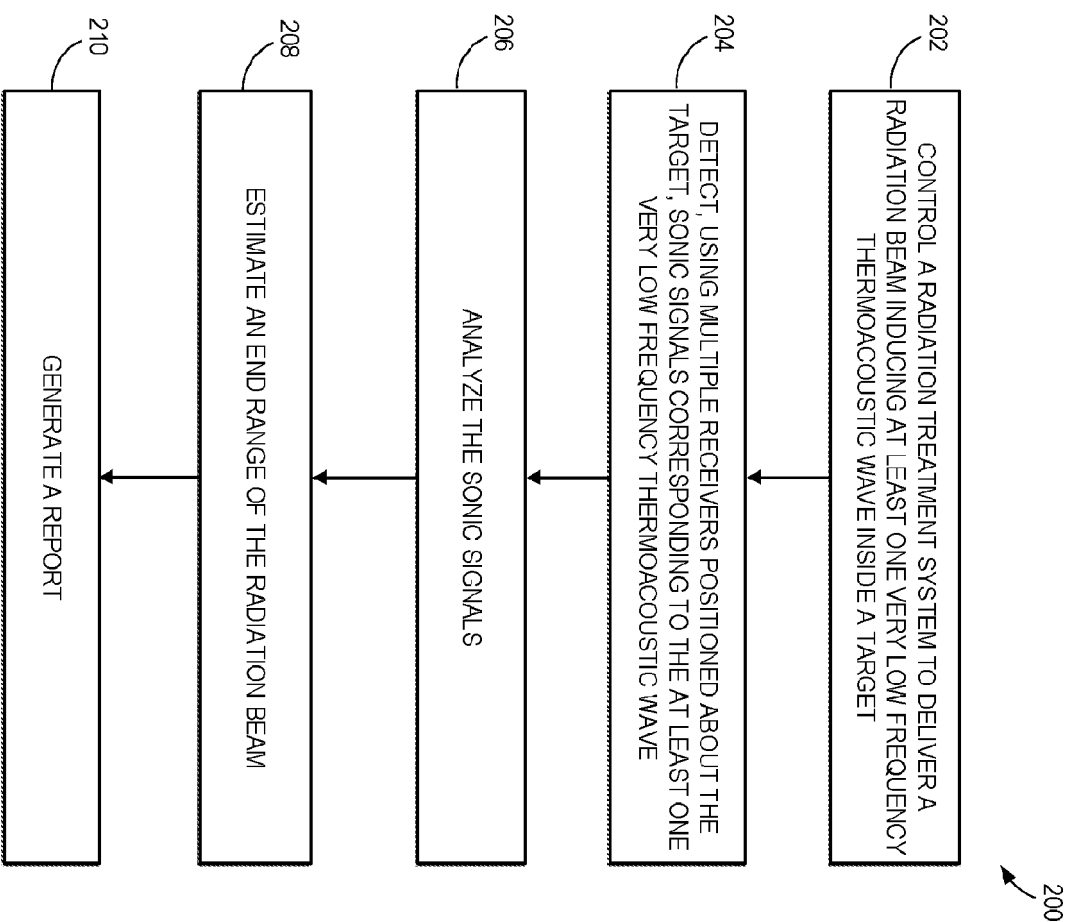 200
202
CONTROL A RADIATION TREATMENT SYSTEM TO DELIVER A
RADIATION BEAM INDUCING AT LEAST ONE VERY LOW FREQUENCY
THERMOACOUSTIC WAVE INSIDE A TARGET
204
DETECT, USING MULTIPLE RECEIVERS POSITIONED ABOUT THE
TARGET, SONIC SIGNALS CORRESPONDING TO THE AT LEAST ONE
VERY LOW FREQUENCY THERMOACOUSTIC WAVE
206
ANALYZE THE SONIC SIGNALS
208
ESTIMATE AN END RANGE OF THE RADIATION BEAM
210
GENERATE A REPORT